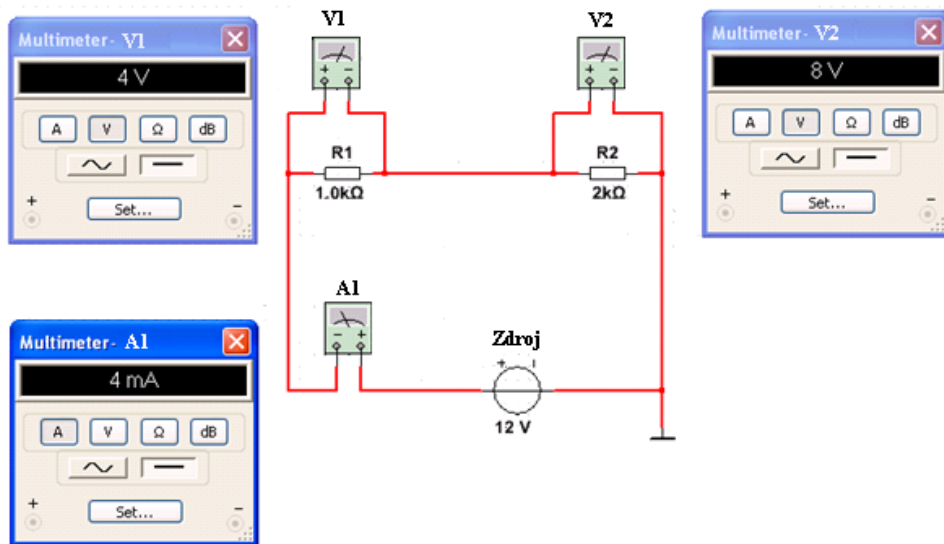 Multimeter- V1
4 V
A V Ω dB
+ -
Set...
V1
+ -
R1
1.0kΩ
V2
+ -
R2
2kΩ
Multimeter- V2
8 V
A V Ω dB
+ -
Set...
Multimeter- A1
4 mA
A V Ω dB
+ -
Set...
A1
- +
Zdroj
+ -
12 V